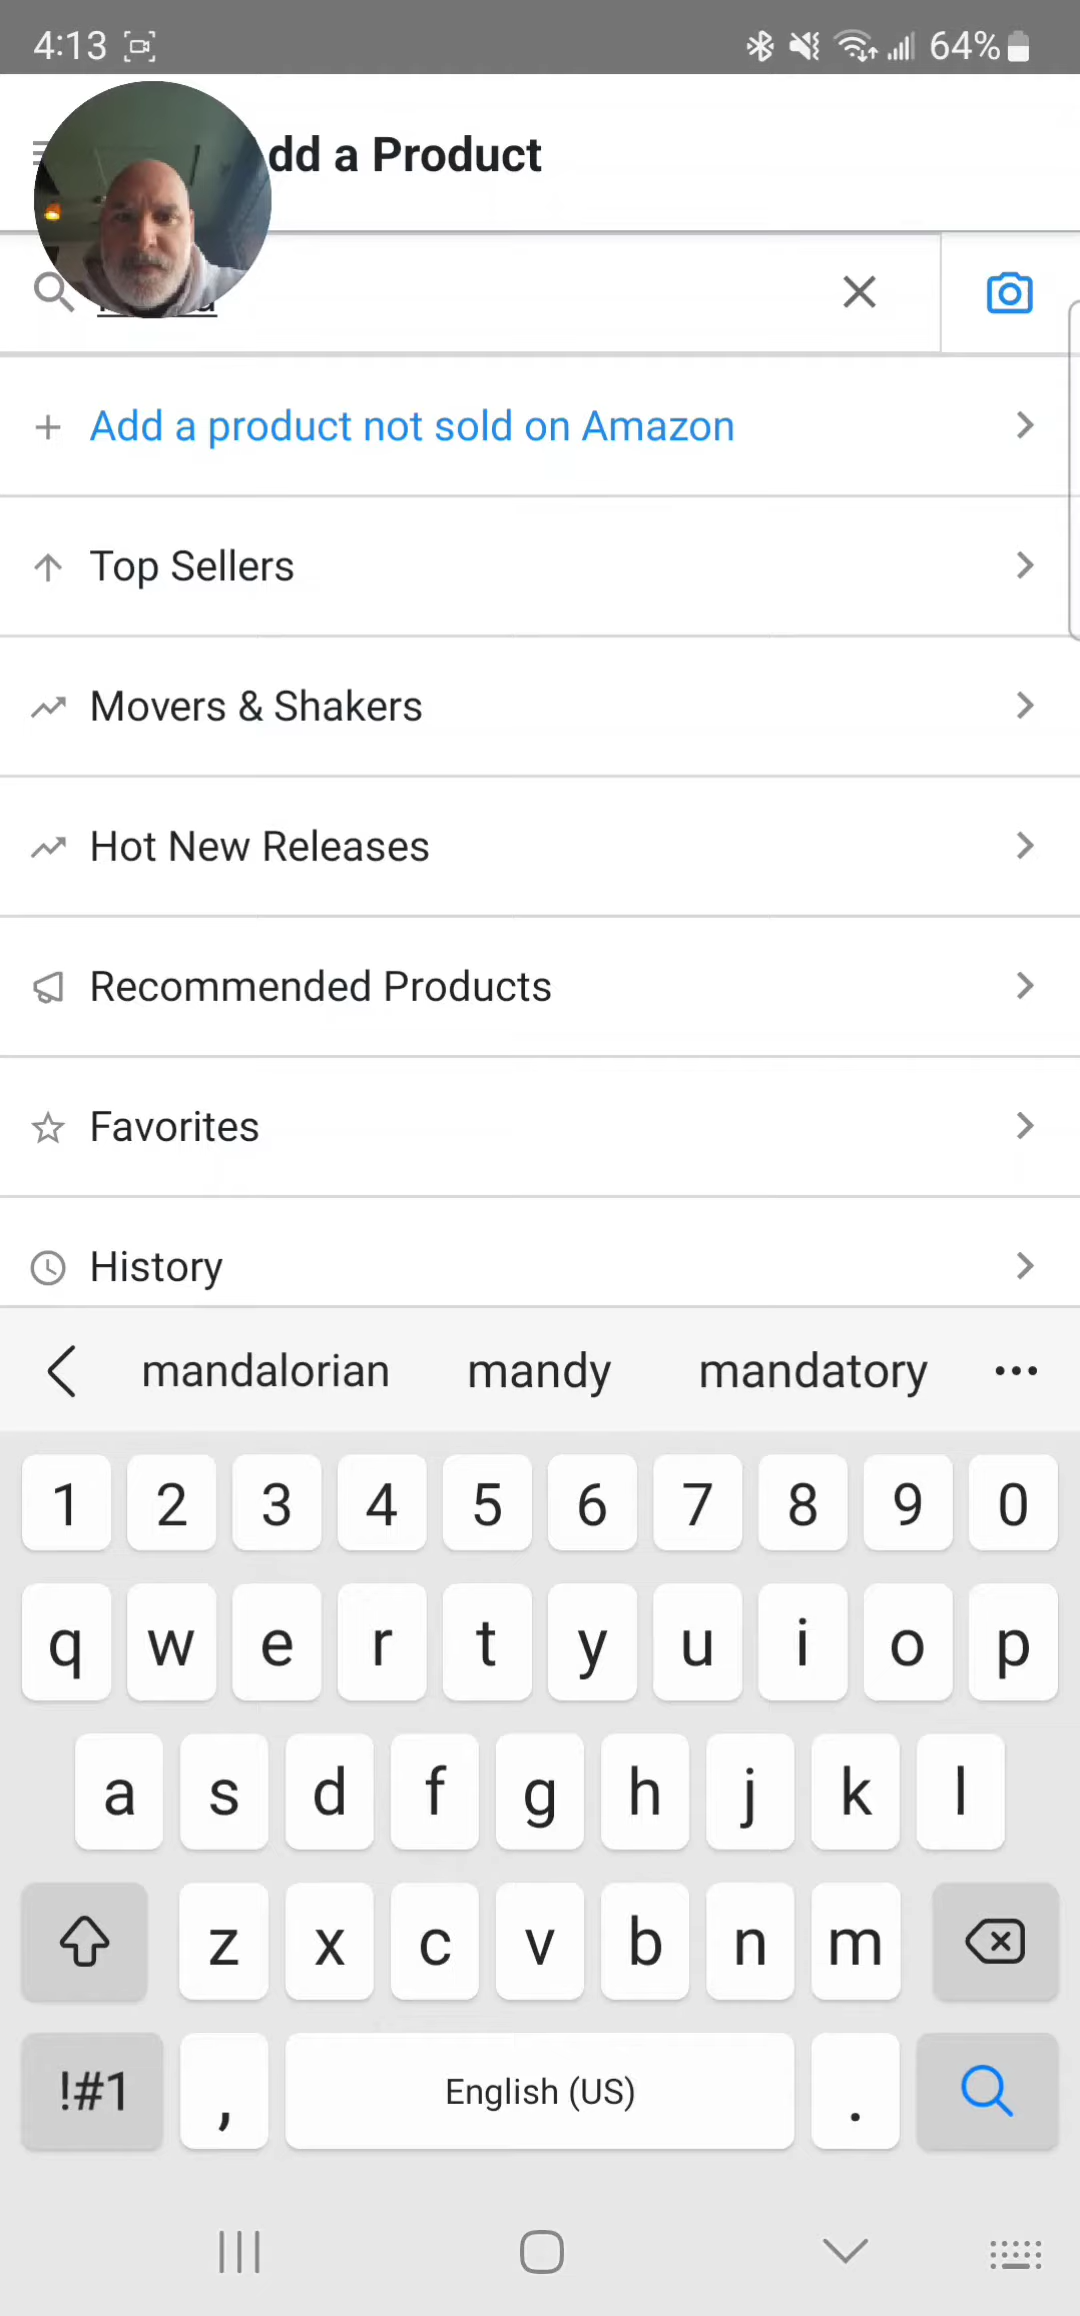 4:13 64%
dd a Product
Add a product not sold on Amazon
Top Sellers
Movers & Shakers
Hot New Releases
Recommended Products
Favorites
History
mandalorian mandy mandatory
1 2 3 4 5 6 7 8 9 0
q w e r t y u i o p
a s d f g h j k l
z x c v b n m
!#1 , English (US) .